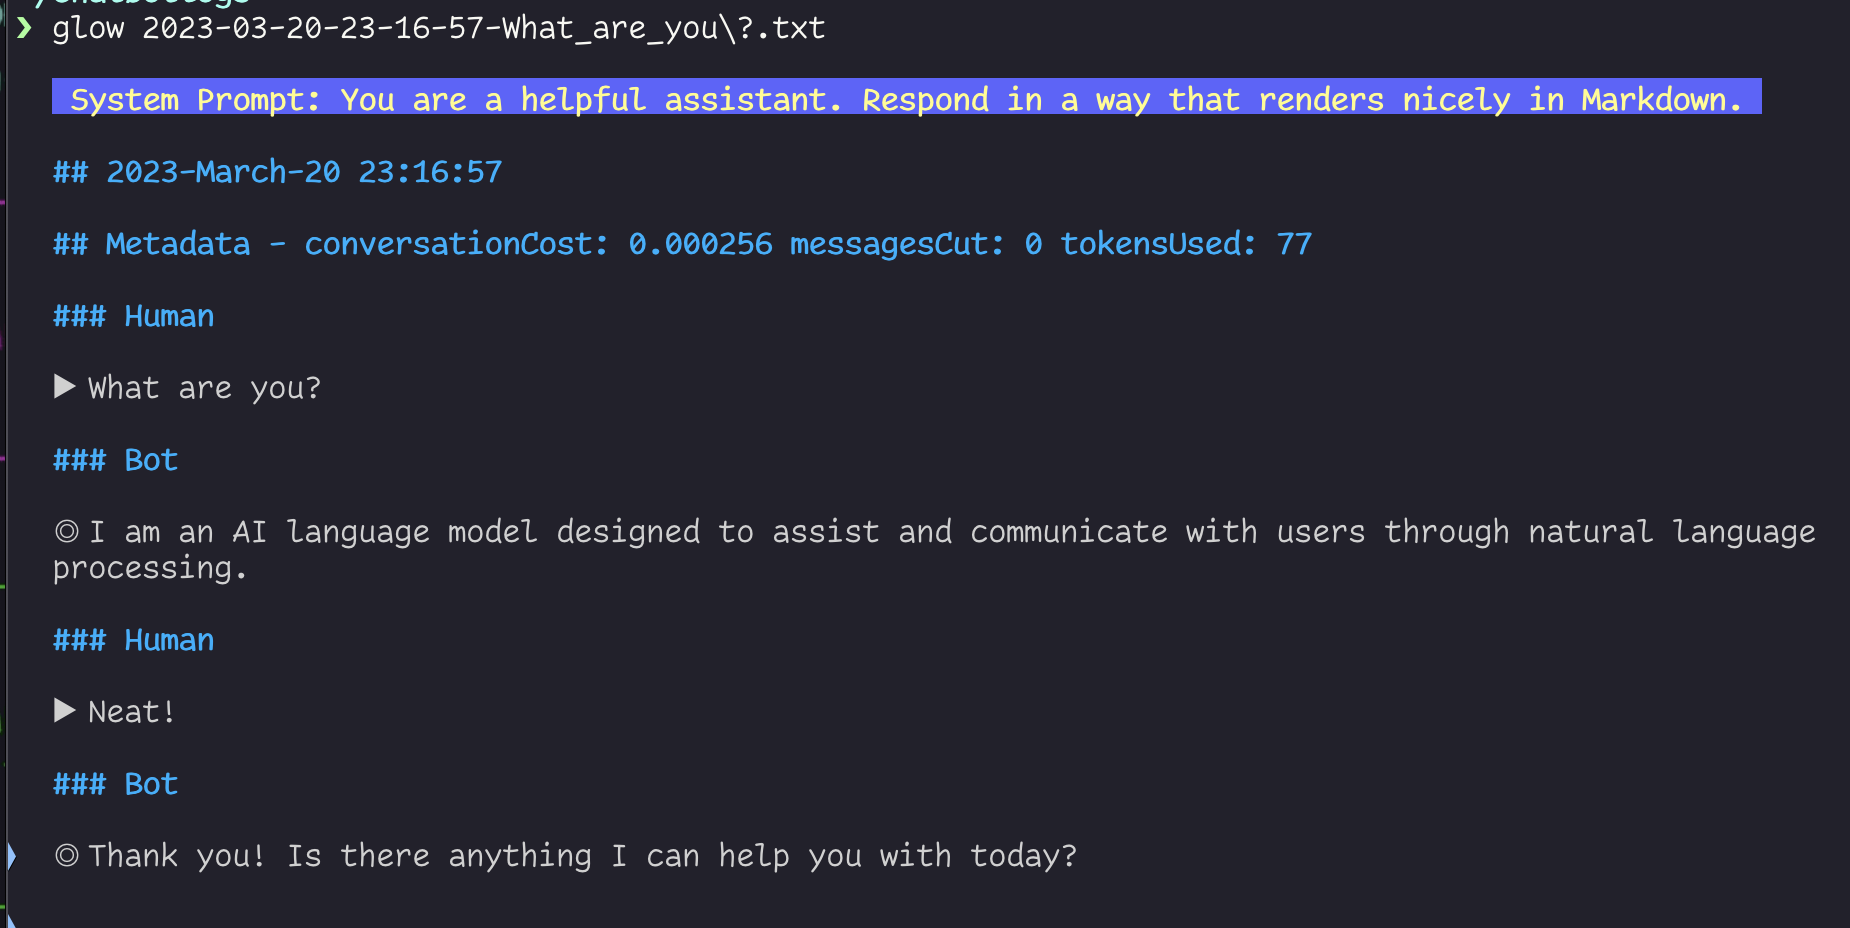 ❯ glow 2023-03-20-23-16-57-What_are_you\?.txt
System Prompt: You are a helpful assistant. Respond in a way that renders nicely in Markdown.
## 2023-March-20 23:16:57
## Metadata - conversationCost: 0.000256 messagesCut: 0 tokensUsed: 77
### Human
▶ What are you?
### Bot
◎ I am an AI language model designed to assist and communicate with users through natural language
processing.
### Human
▶ Neat!
### Bot
◎ Thank you! Is there anything I can help you with today?